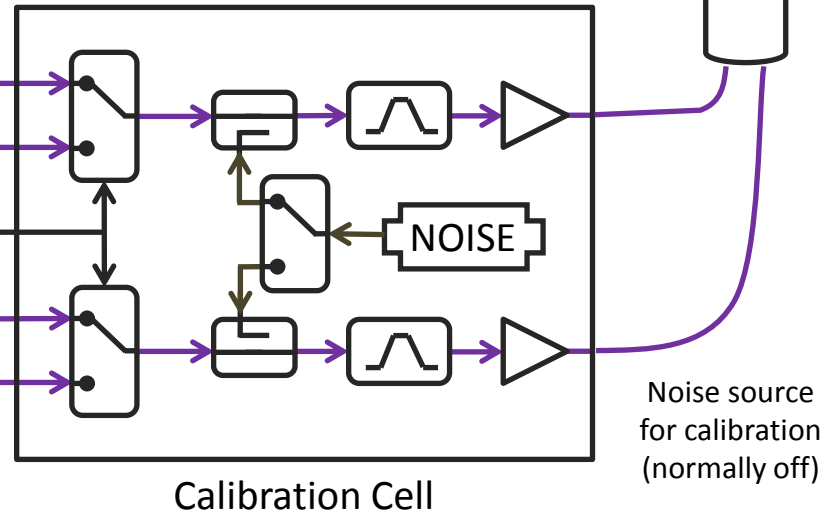 NOISE
Noise source
for calibration
(normally off)
Calibration Cell